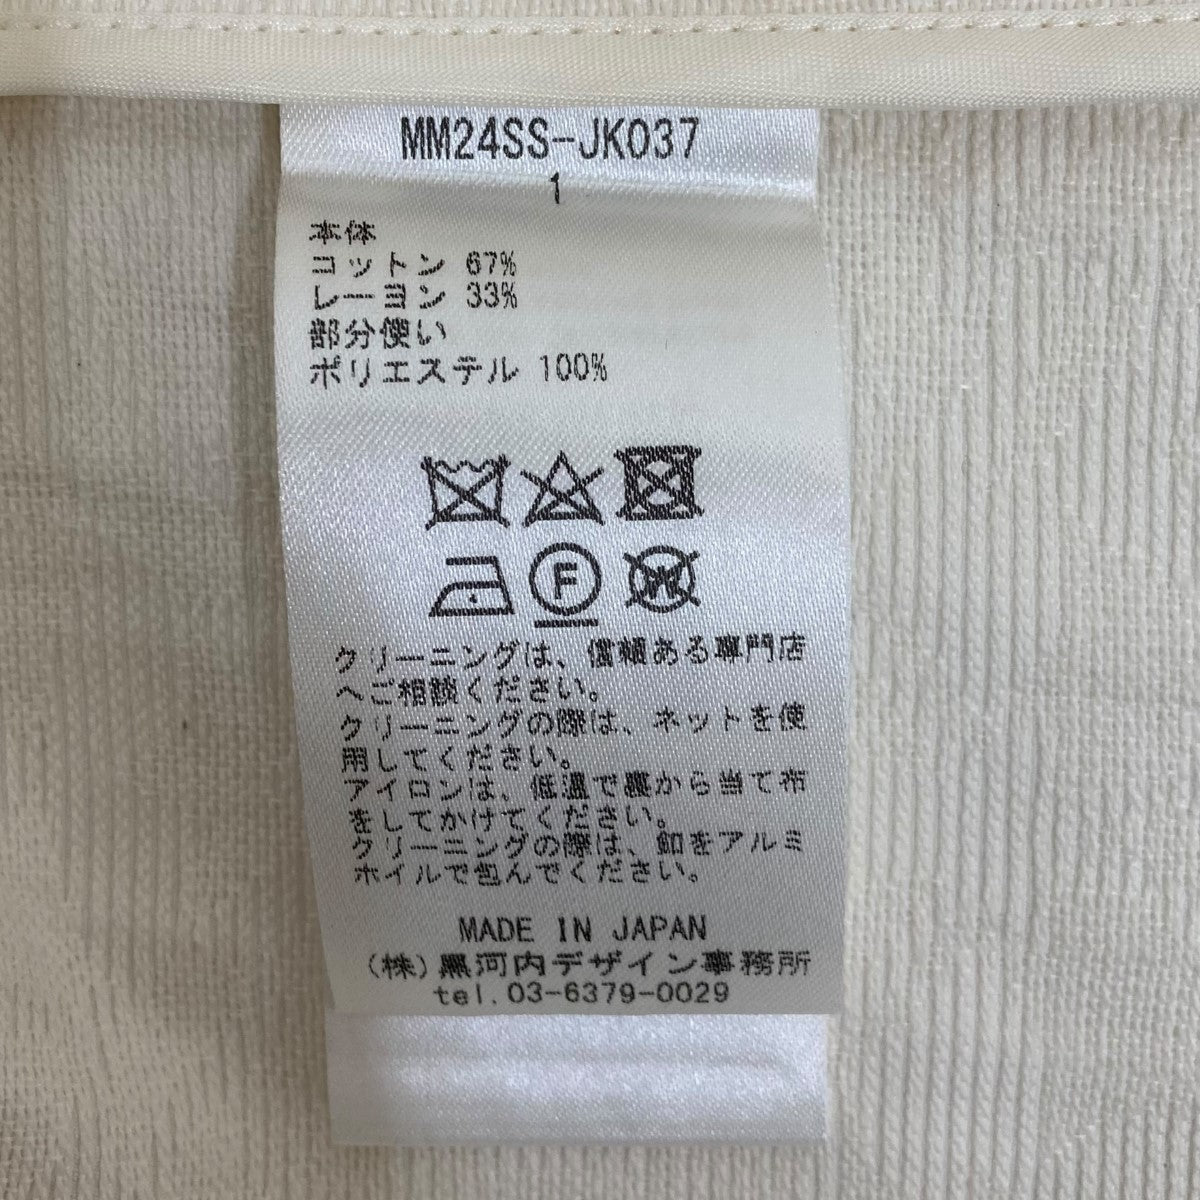 MM24SS-JK037
1
本体
コットン 67%
レーヨン 33%
部分使い
ポリエステル 100%
F
W
クリーニングは、信頼ある専門店
へご相談ください。
クリーニングの際は、ネットを使
用してください。
アイロンは、低温で裏から当て布
をしてかけてください。
クリーニングの際は、釦をアルミ
ホイルで包んでください。
MADE IN JAPAN
(株)黒河内デザイン事務所
tel.03-6379-0029